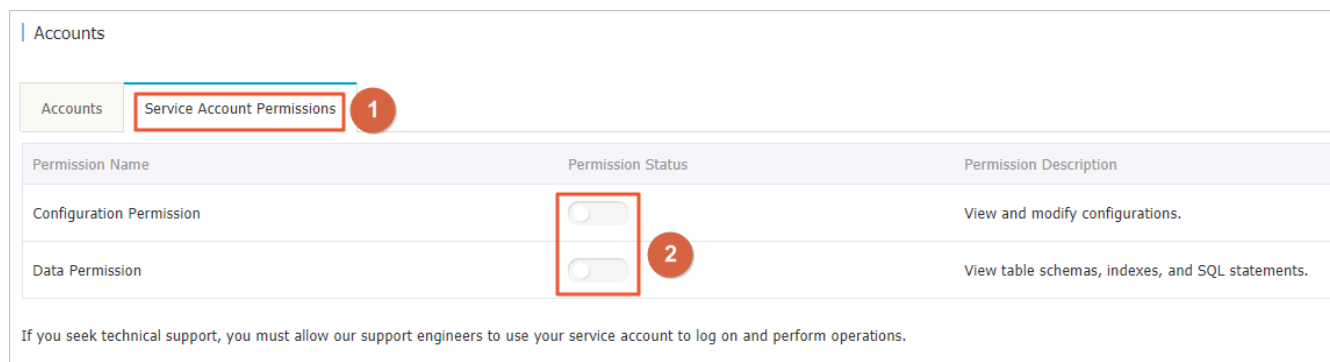 Accounts
Accounts Service Account Permissions 1
Permission Name Permission Status Permission Description
Configuration Permission View and modify configurations.
2
Data Permission View table schemas, indexes, and SQL statements.
If you seek technical support, you must allow our support engineers to use your service account to log on and perform operations.